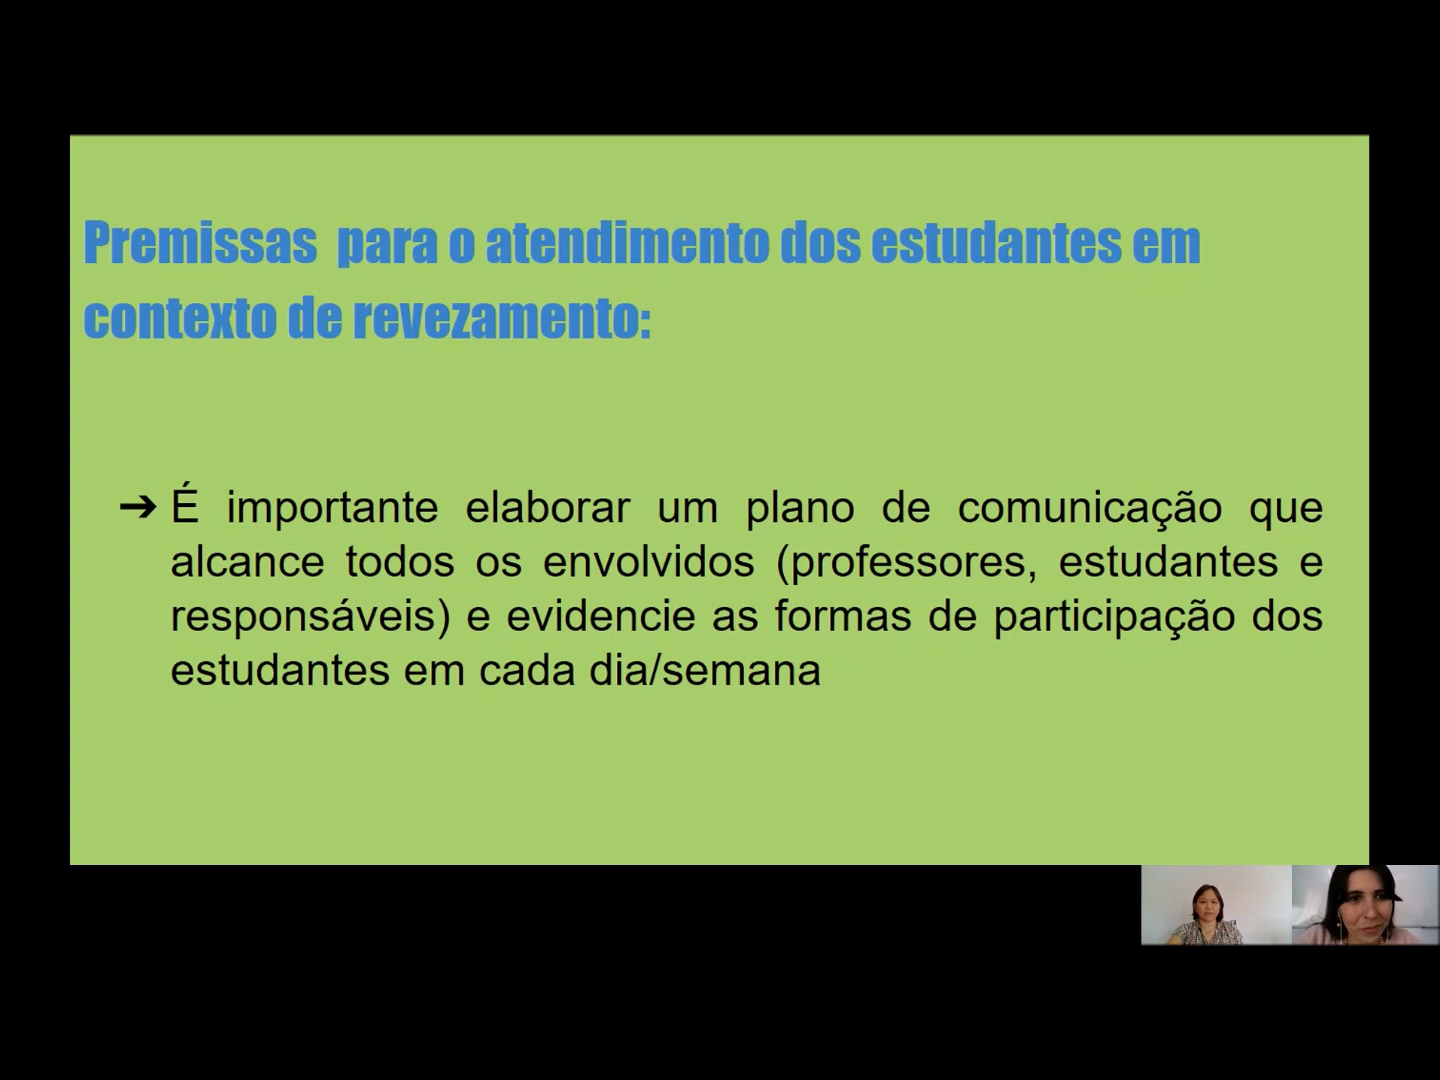 Premissas  para o atendimento dos estudantes em
contexto de revezamento:
➔ É importante elaborar um plano de comunicação que
alcance todos os envolvidos (professores, estudantes e
responsáveis) e evidencie as formas de participação dos
estudantes em cada dia/semana